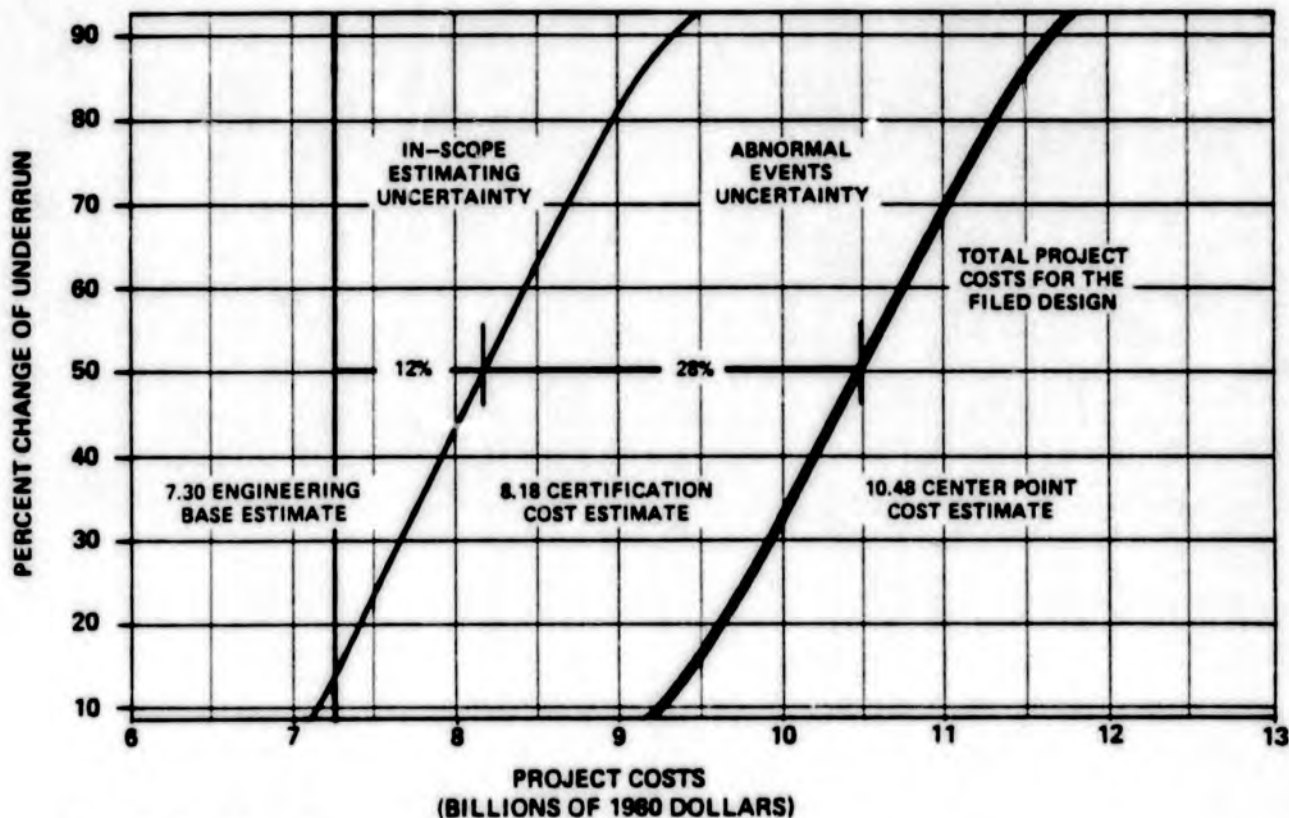 PERCENT CHANGE OF UNDERRUN
90
80
70
60
50
40
30
20
10
IN-SCOPE
ESTIMATING
UNCERTAINTY
ABNORMAL
EVENTS
UNCERTAINTY
TOTAL PROJECT
COSTS FOR THE
FILED DESIGN
12%
28%
7.30 ENGINEERING
BASE ESTIMATE
8.18 CERTIFICATION
COST ESTIMATE
10.48 CENTER POINT
COST ESTIMATE
6 7 8 9 10 11 12 13
PROJECT COSTS
(BILLIONS OF 1980 DOLLARS)